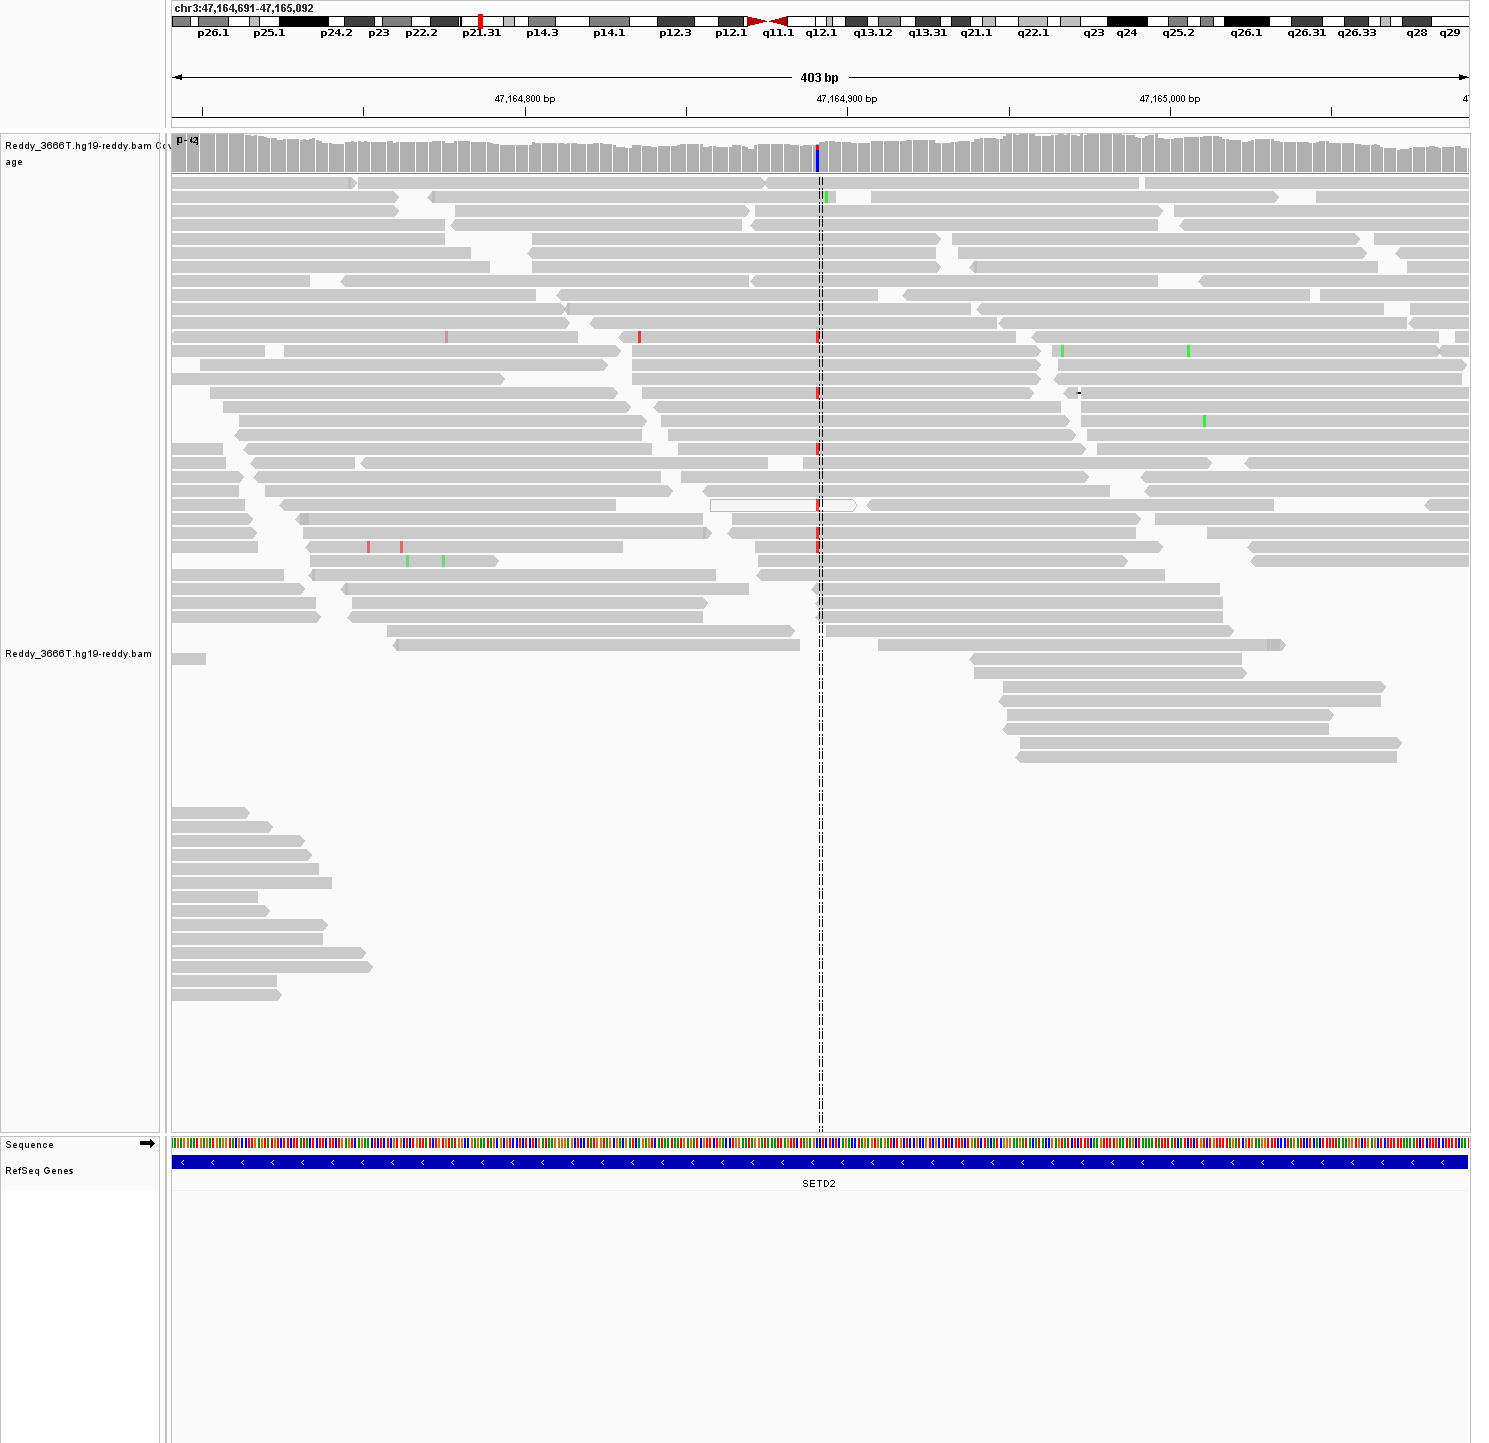 chr3:47,164,691-47,165,092
p26.1 p25.1 p24.2 p23 p22.2 p21.31 p14.3 p14.1 p12.3 p12.1 q11.1 q12.1 q13.12 q13.31 q21.1 q22.1 q23 q24 q25.2 q26.1 q26.31 q26.33 q28 q29
403 bp
47,164,800 bp 47,164,900 bp 47,165,000 bp 47
Reddy_3666T.hg19-reddy.bam Cov
age
[0 - 42]
Reddy_3666T.hg19-reddy.bam
Sequence
RefSeq Genes
SETD2